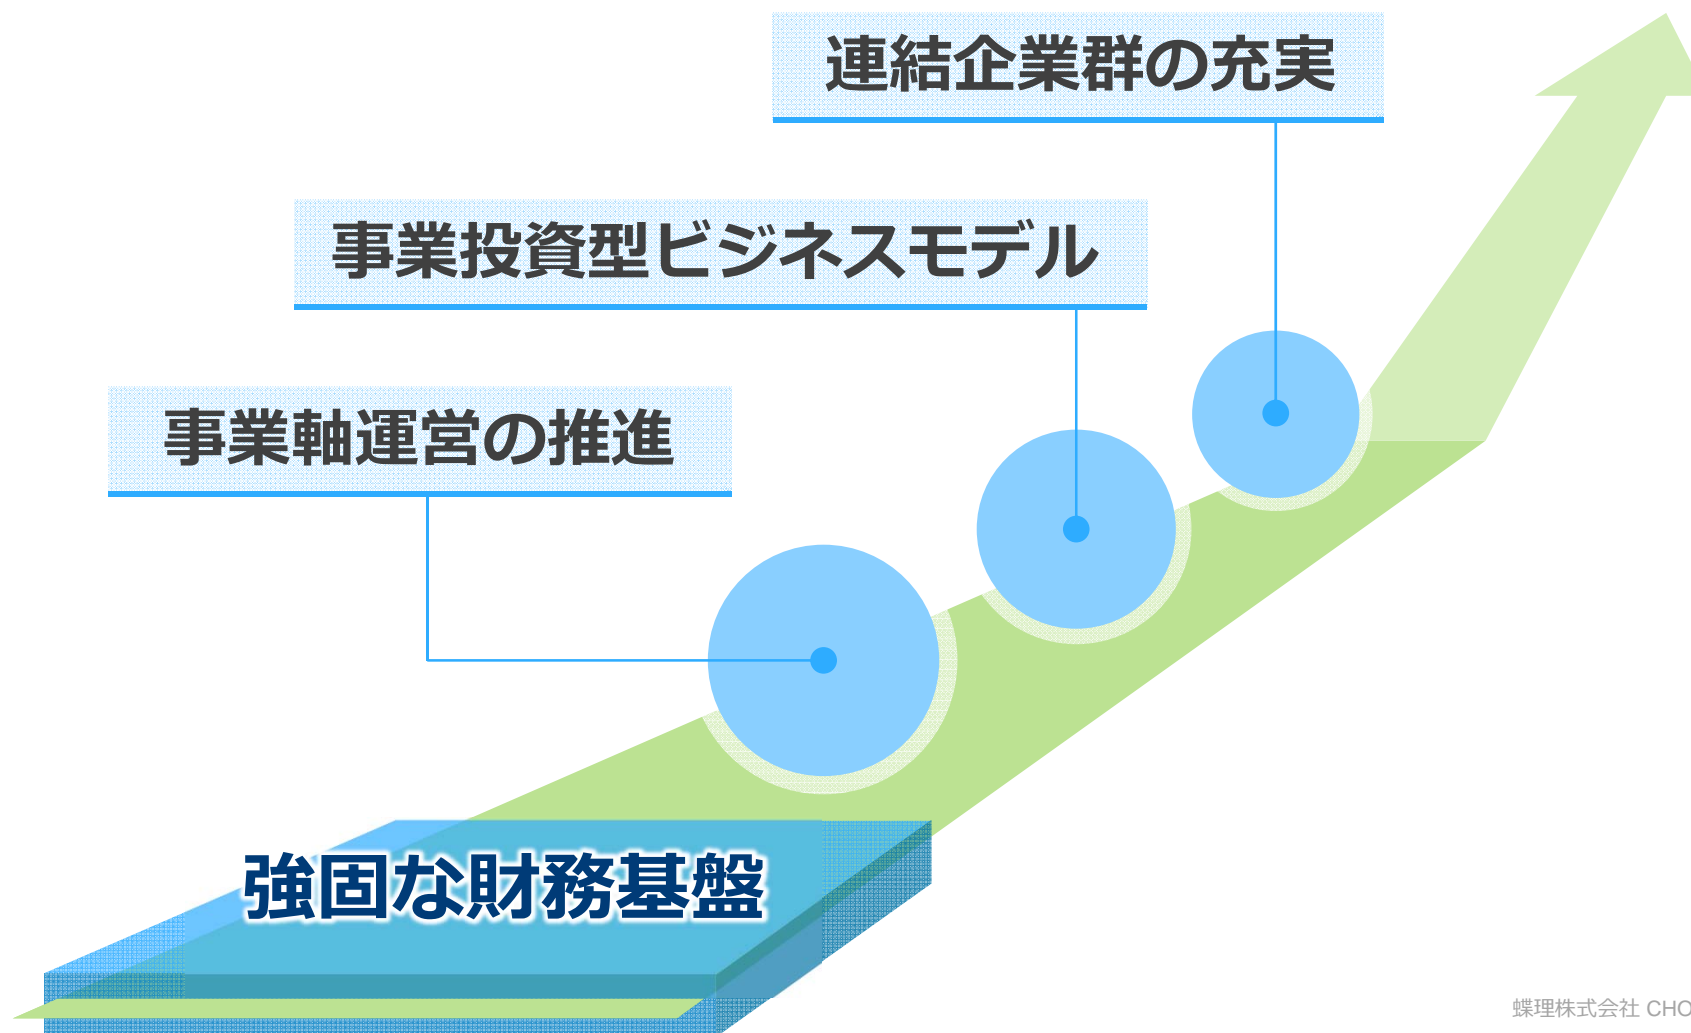 連結企業群の充実
事業投資型ビジネスモデル
事業軸運営の推進
強固な財務基盤
蝶理株式会社 CHO